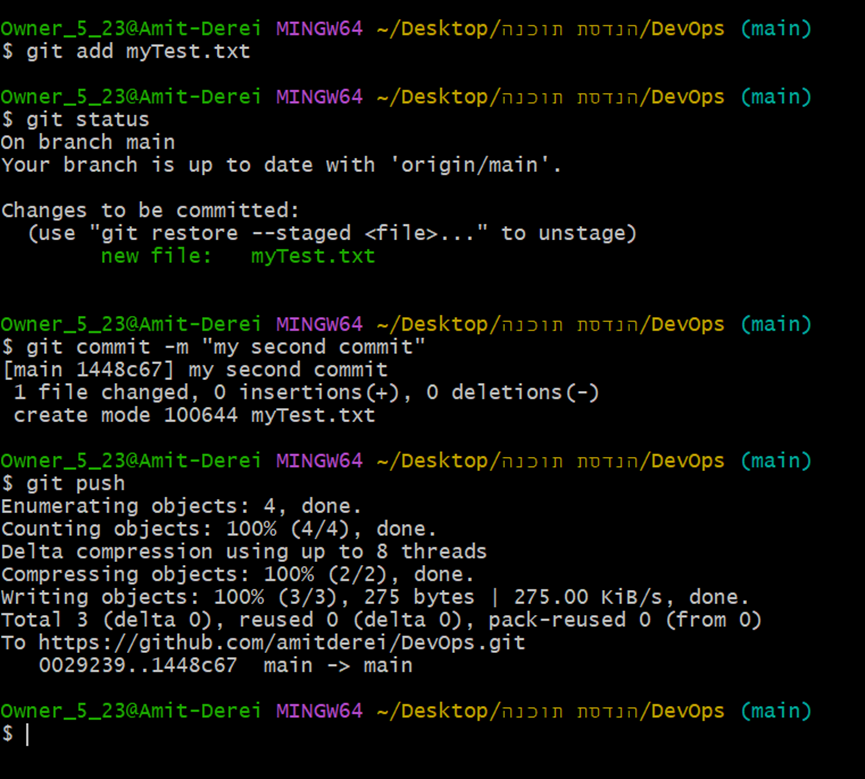 Owner_5_23@Amit-Derei MINGW64 ~/Desktop/הנדסת תוכנה/DevOps (main)
$ git add myTest.txt
Owner_5_23@Amit-Derei MINGW64 ~/Desktop/הנדסת תוכנה/DevOps (main)
$ git status
On branch main
Your branch is up to date with 'origin/main'.
Changes to be committed:
  (use "git restore --staged <file>..." to unstage)
        new file:   myTest.txt
Owner_5_23@Amit-Derei MINGW64 ~/Desktop/הנדסת תוכנה/DevOps (main)
$ git commit -m "my second commit"
[main 1448c67] my second commit
 1 file changed, 0 insertions(+), 0 deletions(-)
 create mode 100644 myTest.txt
Owner_5_23@Amit-Derei MINGW64 ~/Desktop/הנדסת תוכנה/DevOps (main)
$ git push
Enumerating objects: 4, done.
Counting objects: 100% (4/4), done.
Delta compression using up to 8 threads
Compressing objects: 100% (2/2), done.
Writing objects: 100% (3/3), 275 bytes | 275.00 KiB/s, done.
Total 3 (delta 0), reused 0 (delta 0), pack-reused 0 (from 0)
To https://github.com/amitderei/DevOps.git
   0029239..1448c67  main -> main
Owner_5_23@Amit-Derei MINGW64 ~/Desktop/הנדסת תוכנה/DevOps (main)
$